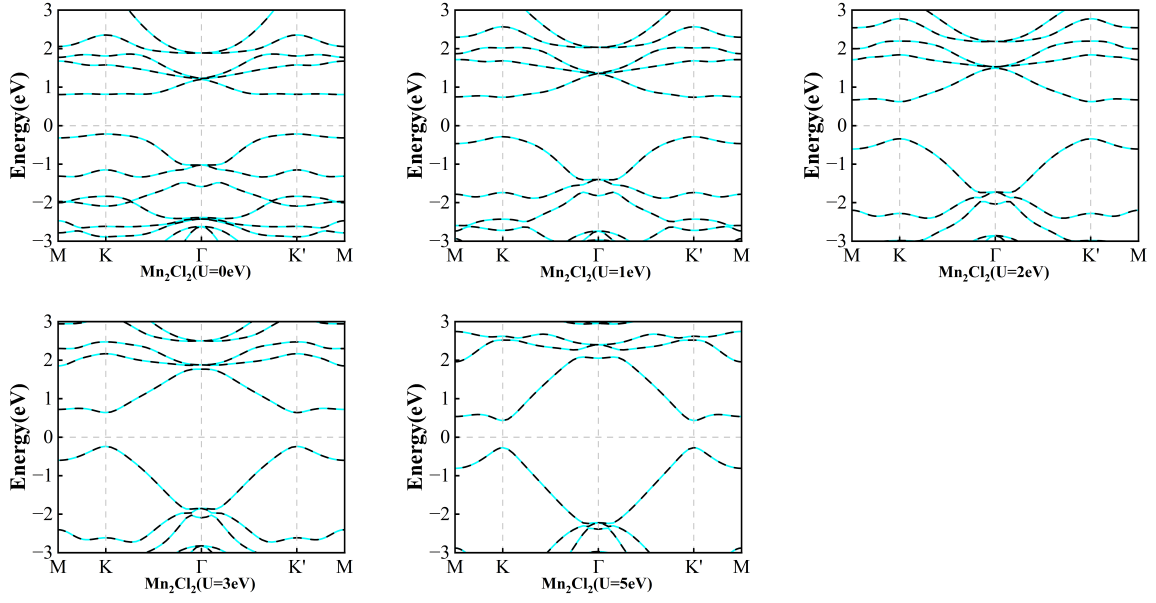 Energy(eV)
3
2
1
0
−1
−2
−3
M K Γ K' M
Mn₂Cl₂(U=0eV)
Energy(eV)
3
2
1
0
−1
−2
−3
M K Γ K' M
Mn₂Cl₂(U=1eV)
Energy(eV)
3
2
1
0
−1
−2
−3
M K Γ K' M
Mn₂Cl₂(U=2eV)
Energy(eV)
3
2
1
0
−1
−2
−3
M K Γ K' M
Mn₂Cl₂(U=3eV)
Energy(eV)
3
2
1
0
−1
−2
−3
M K Γ K' M
Mn₂Cl₂(U=5eV)